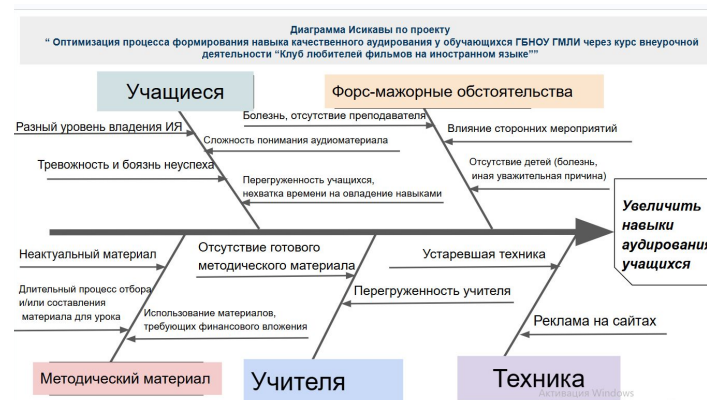 Диаграмма Исикавы по проекту
“ Оптимизация процесса формирования навыка качественного аудирования у обучающихся ГБНОУ ГМЛИ через курс внеурочной
деятельности “Клуб любителей фильмов на иностранном языке””
Учащиеся
Форс-мажорные обстоятельства
Разный уровень владения ИЯ
Сложность понимания аудиоматериала
Тревожность и боязнь неуспеха
Перегруженность учащихся,
нехватка времени на овладение навыками
Болезнь, отсутствие преподавателя
Влияние сторонних мероприятий
Отсутствие детей (болезнь,
иная уважительная причина)
Увеличить
навыки
аудирования
учащихся
Неактуальный материал
Длительный процесс отбора
и/или составления
материала для урока
Использование материалов,
требующих финансового вложения
Отсутствие готового
методического материала
Перегруженность учителя
Устаревшая техника
Реклама на сайтах
Методический материал
Учителя
Техника
Активация Windows